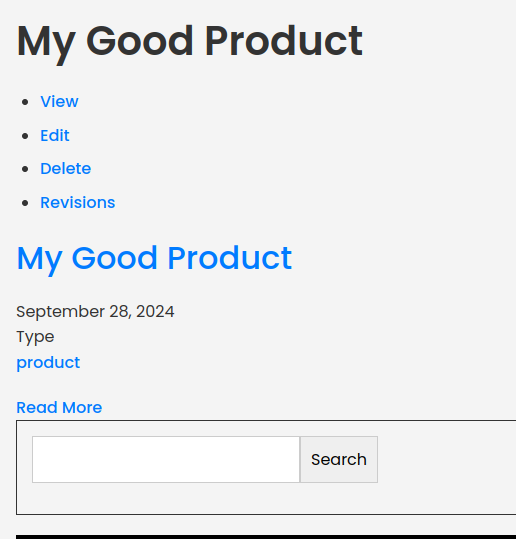 My Good Product
View
Edit
Delete
Revisions
My Good Product
September 28, 2024
Type
product
Read More
Search